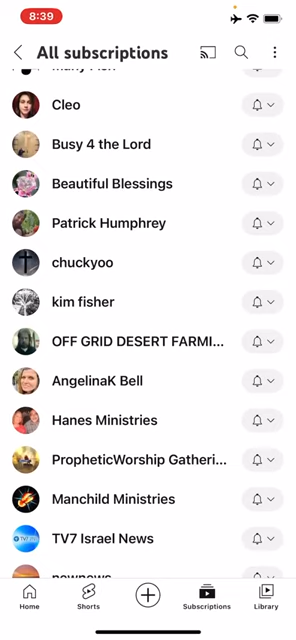 8:39
All subscriptions
Cleo
Busy 4 the Lord
Beautiful Blessings
Patrick Humphrey
chuckyoo
kim fisher
OFF GRID DESERT FARMI...
AngelinaK Bell
Hanes Ministries
PropheticWorship Gatheri...
Manchild Ministries
TV7 Israel News
nownews
Home
Shorts
Subscriptions
Library